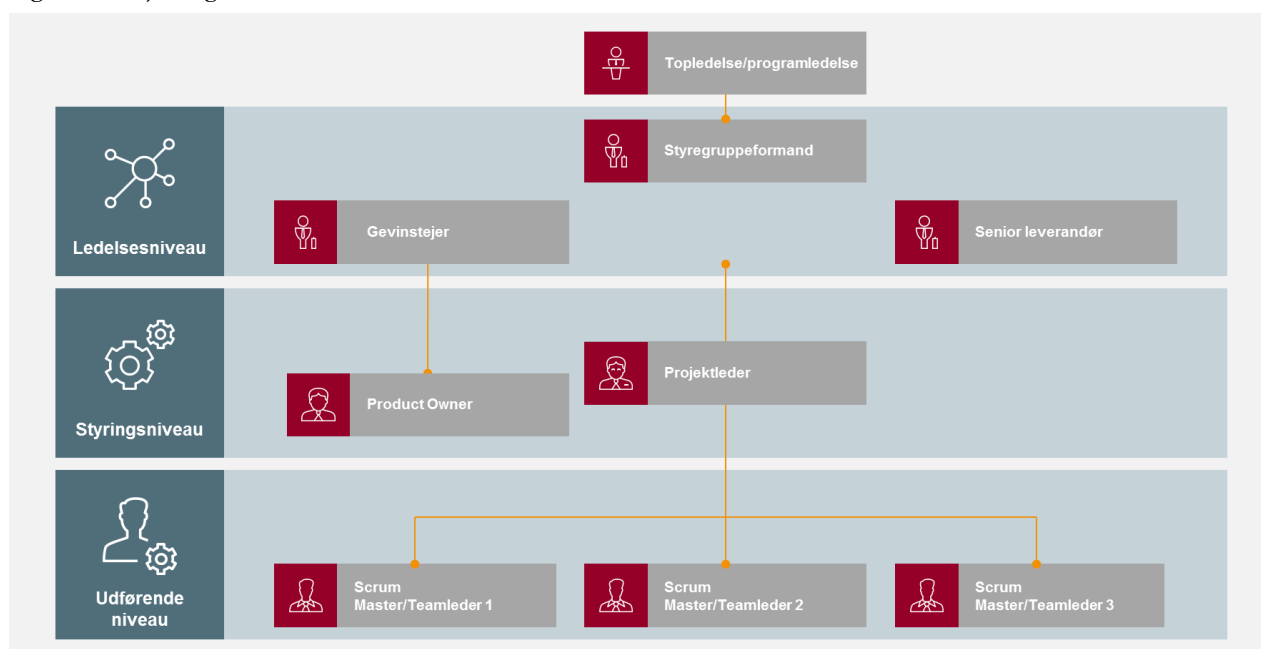 Topledelse/programledelse
Styregruppeformand
Ledelsesniveau
Gevinstejer
Senior leverandør
Styringsniveau
Product Owner
Projektleder
Udførende
niveau
Scrum
Master/Teamleder 1
Scrum
Master/Teamleder 2
Scrum
Master/Teamleder 3